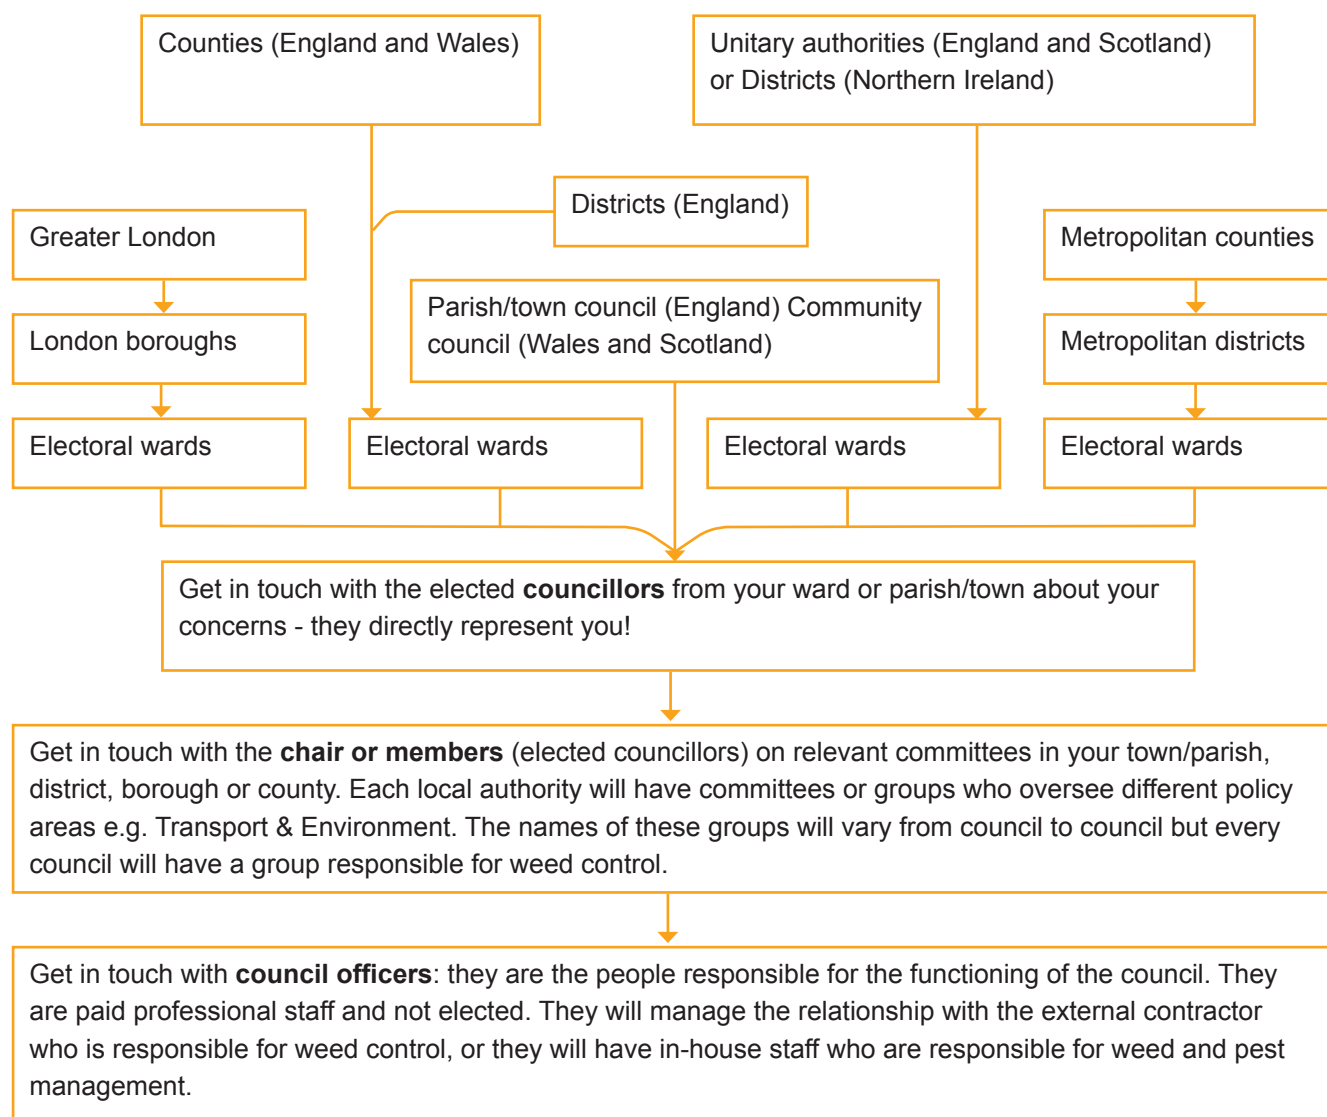 Counties (England and Wales)
Unitary authorities (England and Scotland)
or Districts (Northern Ireland)
Districts (England)
Greater London
Metropolitan counties
Parish/town council (England) Community
council (Wales and Scotland)
London boroughs
Metropolitan districts
Electoral wards
Electoral wards
Electoral wards
Electoral wards
Get in touch with the elected councillors from your ward or parish/town about your
concerns - they directly represent you!
Get in touch with the chair or members (elected councillors) on relevant committees in your town/parish,
district, borough or county. Each local authority will have committees or groups who oversee different policy
areas e.g. Transport & Environment. The names of these groups will vary from council to council but every
council will have a group responsible for weed control.
Get in touch with council officers: they are the people responsible for the functioning of the council. They
are paid professional staff and not elected. They will manage the relationship with the external contractor
who is responsible for weed control, or they will have in-house staff who are responsible for weed and pest
management.